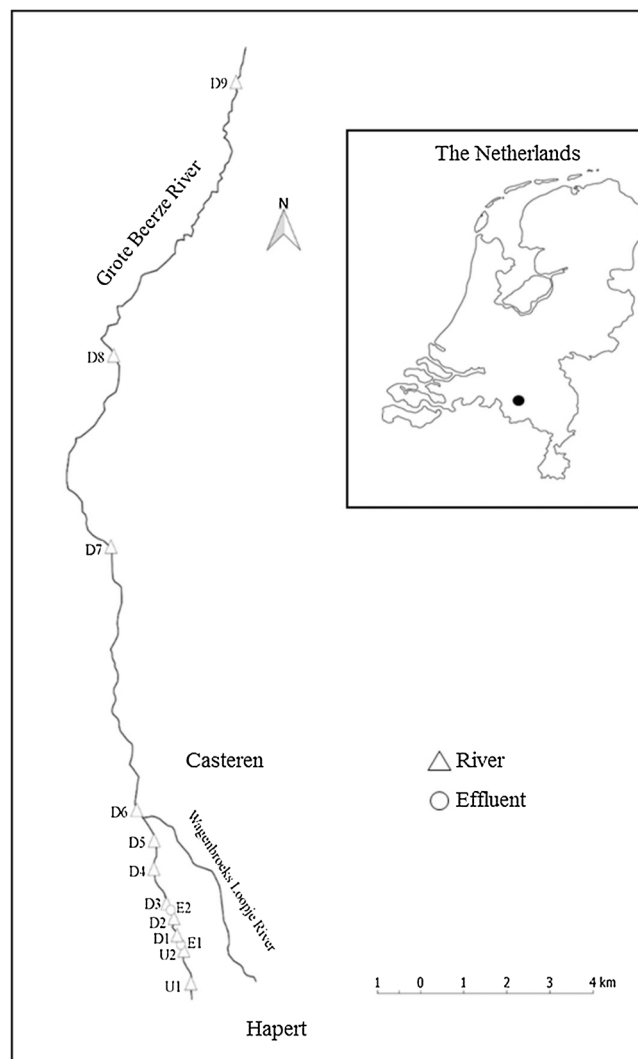 D9
Grote Beerze River
N
The Netherlands
D8
D7
Casteren
River
Effluent
D6
Wagenbroeks Loopje River
D5
D4
D3
E2
D2
D1
E1
U2
U1
1 0 1 2 3 4 km
Hapert